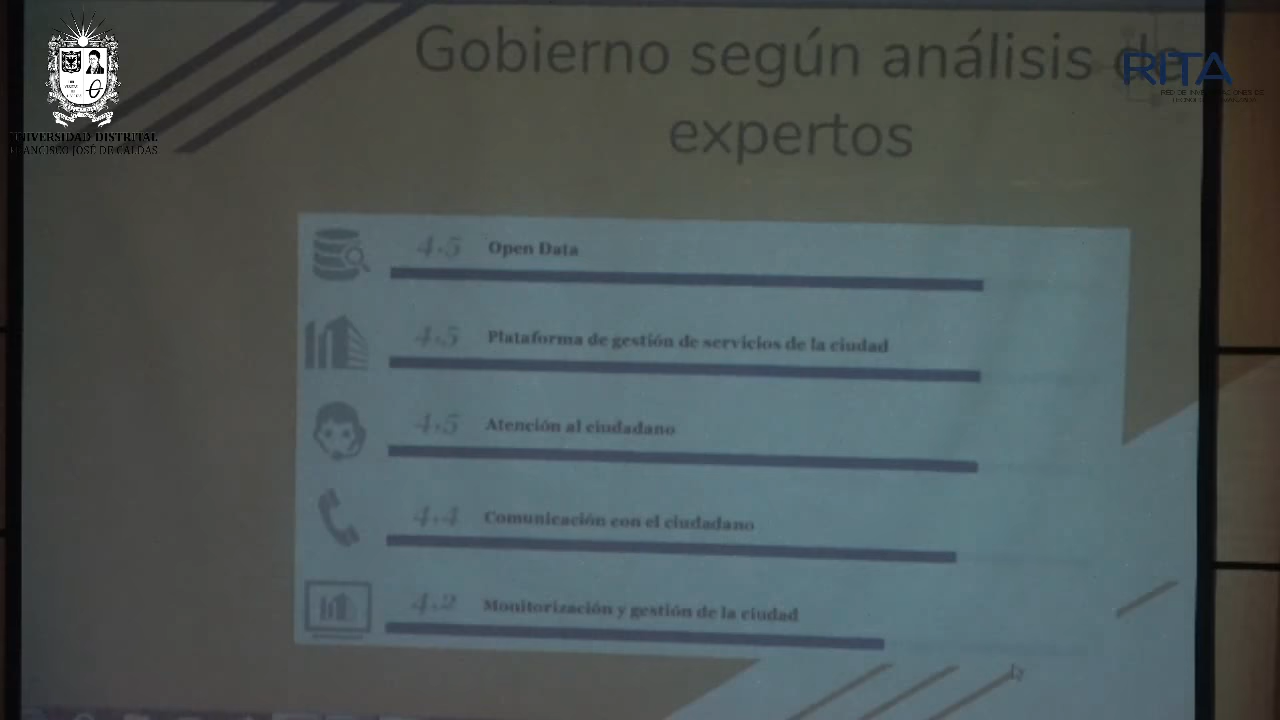 Gobierno según análisis de
expertos
RITA
UNIVERSIDAD DISTRITAL
FRANCISCO JOSÉ DE CALDAS
4.5 Open Data
4.5 Plataforma de gestión de servicios de la ciudad
4.5 Atención al ciudadano
4.4 Comunicación con el ciudadano
4.2 Monitorización y gestión de la ciudad